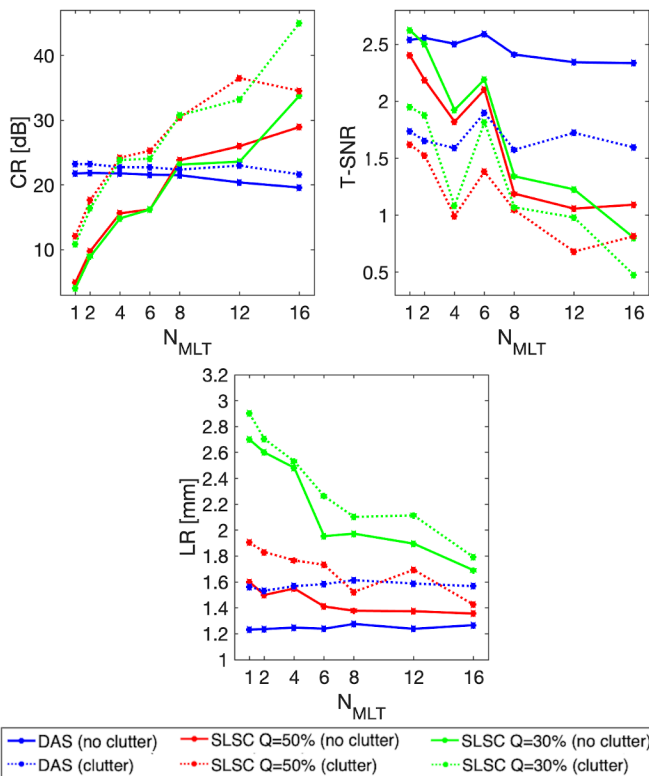 40
30
20
10
CR [dB]
1 2 4 6 8 12 16
N_MLT
2.5
2
1.5
1
0.5
T-SNR
1 2 4 6 8 12 16
N_MLT
3.2
3
2.8
2.6
2.4
2.2
2
1.8
1.6
1.4
1.2
1
LR [mm]
1 2 4 6 8 12 16
N_MLT
DAS (no clutter) SLSC Q=50% (no clutter) SLSC Q=30% (no clutter)
DAS (clutter) SLSC Q=50% (clutter) SLSC Q=30% (clutter)